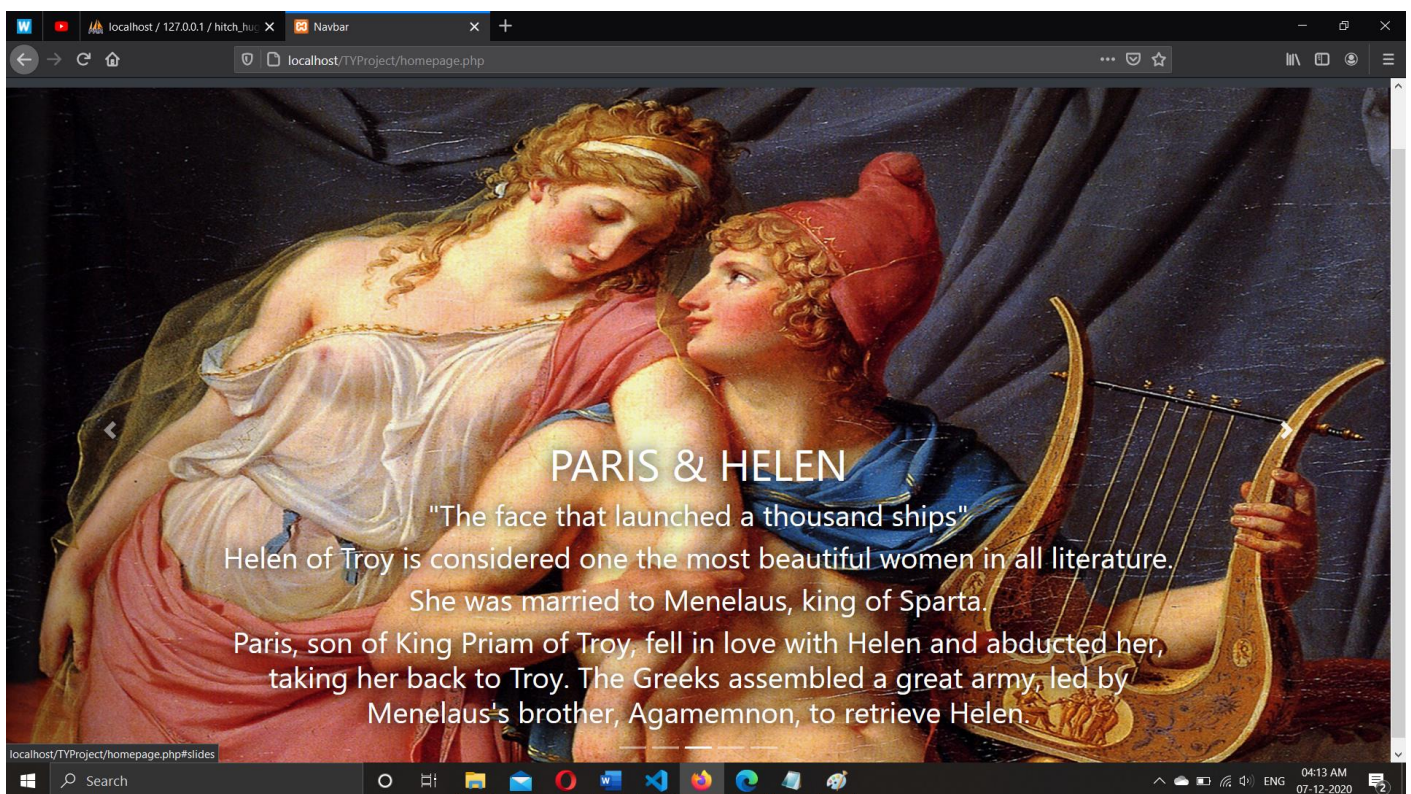 W
localhost / 127.0.0.1 / hitch_hug
Navbar
localhost/TYProject/homepage.php
PARIS & HELEN
"The face that launched a thousand ships"
Helen of Troy is considered one the most beautiful women in all literature.
She was married to Menelaus, king of Sparta.
Paris, son of King Priam of Troy, fell in love with Helen and abducted her,
taking her back to Troy. The Greeks assembled a great army, led by
Menelaus's brother, Agamemnon, to retrieve Helen.
localhost/TYProject/homepage.php#slides
Search
ENG
04:13 AM
07-12-2020
2